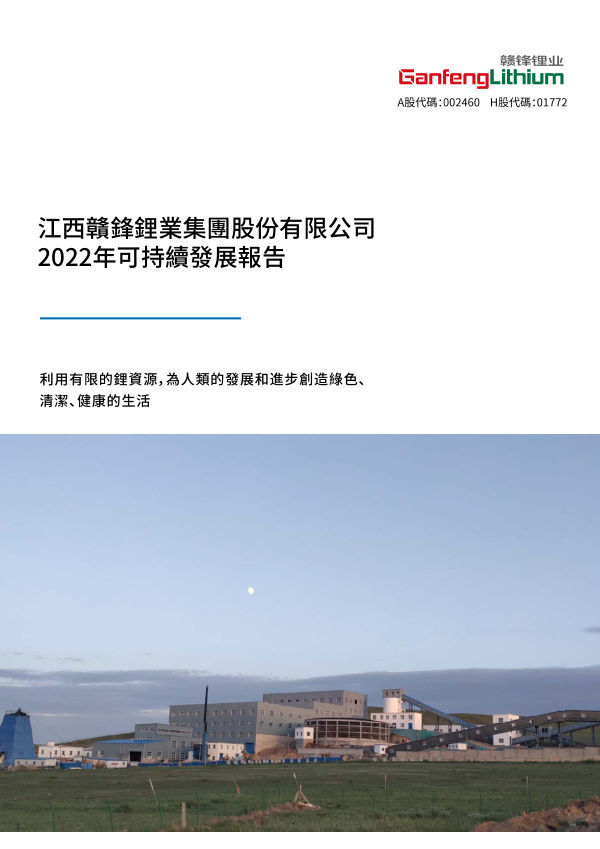 赣锋锂业
GanfengLithium
A股代碼:002460 H股代碼:01772
江西贛鋒鋰業集團股份有限公司
2022年可持續發展報告
利用有限的鋰資源,為人類的發展和進步創造綠色、
清潔、健康的生活